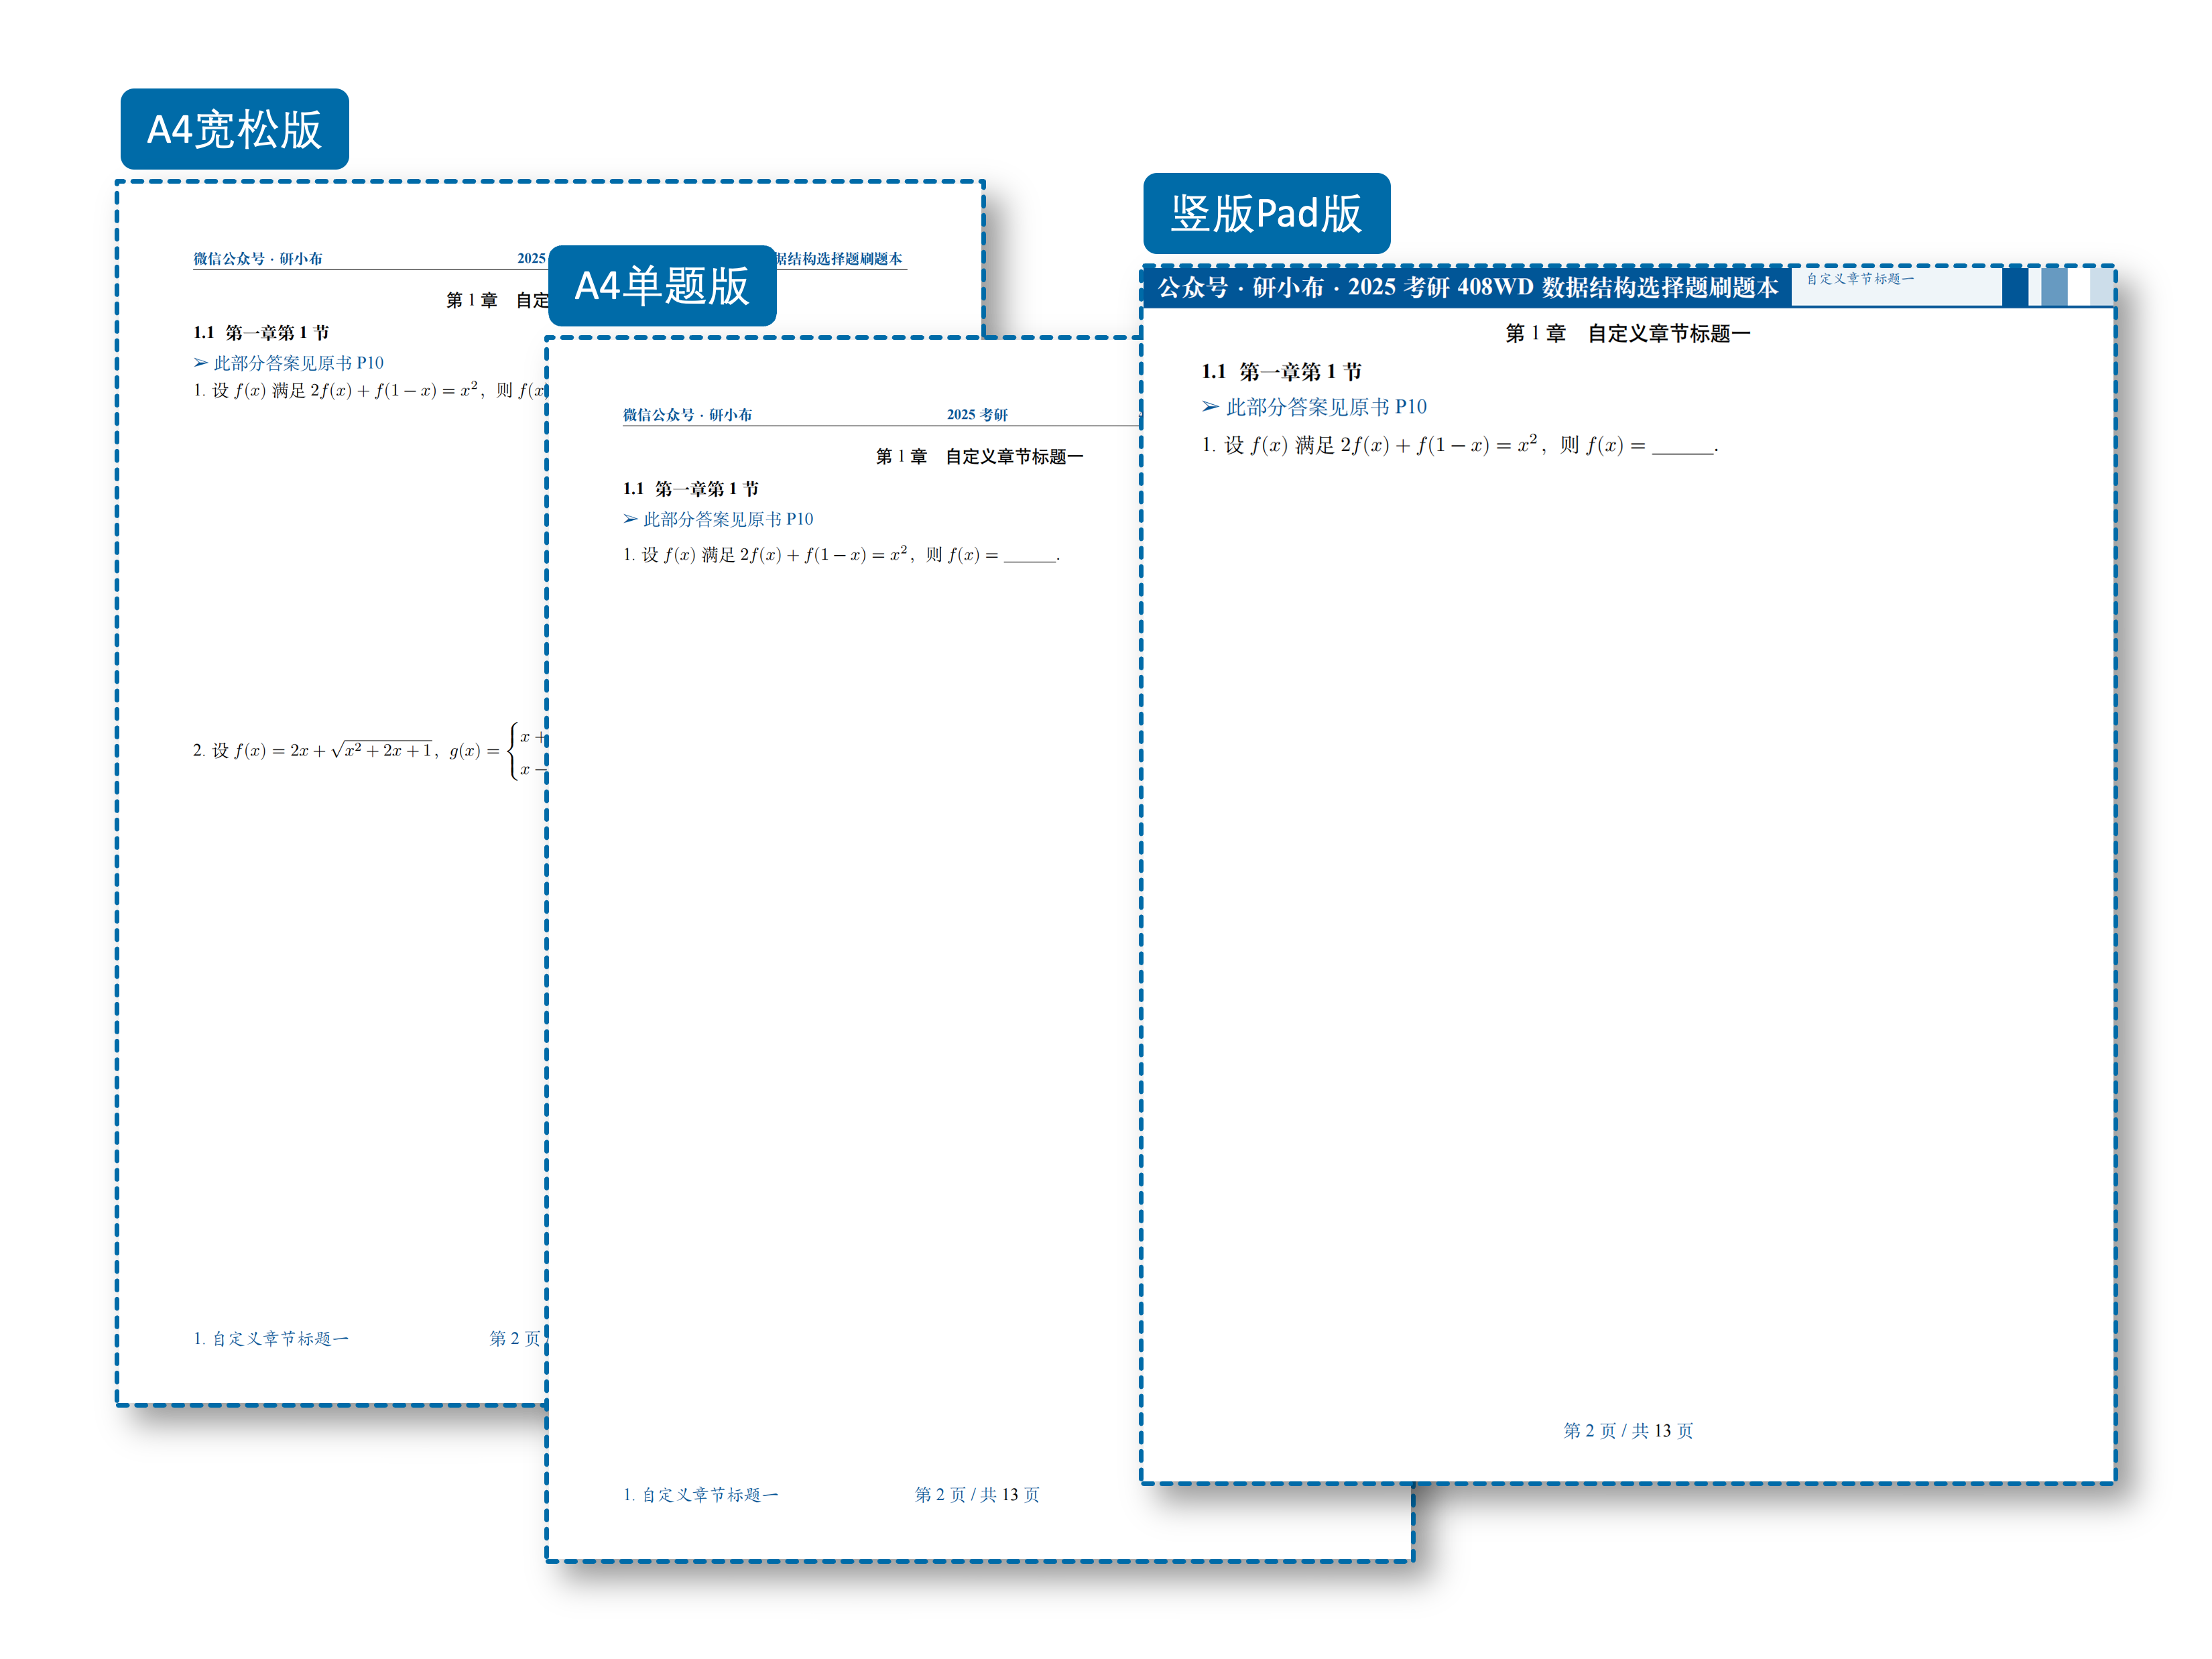 A4宽松版
微信公众号 · 研小布 2025 据结构选择题刷题本
第 1 章 自定
1.1 第一章第 1 节
➢ 此部分答案见原书 P10
1. 设 f(x) 满足 2f(x) + f(1 − x) = x², 则 f(x
2. 设 f(x) = 2x + √(x² + 2x + 1), g(x) = { x +
x −
1. 自定义章节标题一 第 2 页
A4单题版
微信公众号 · 研小布 2025 考研
第 1 章 自定义章节标题一
1.1 第一章第 1 节
➢ 此部分答案见原书 P10
1. 设 f(x) 满足 2f(x) + f(1 − x) = x², 则 f(x) = ______.
1. 自定义章节标题一 第 2 页 / 共 13 页
竖版Pad版
公众号 · 研小布 · 2025 考研 408WD 数据结构选择题刷题本 自定义章节标题一
第 1 章 自定义章节标题一
1.1 第一章第 1 节
➢ 此部分答案见原书 P10
1. 设 f(x) 满足 2f(x) + f(1 − x) = x², 则 f(x) = ______.
第 2 页 / 共 13 页